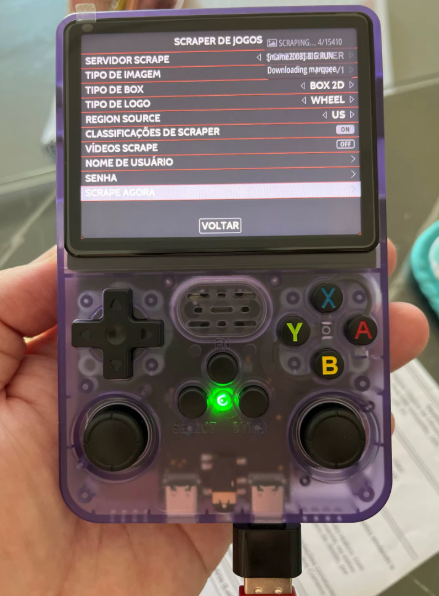 SCRAPER DE JOGOS
SCRAPING... 4/15410
SERVIDOR SCRAPE
Downloading marquee
TIPO DE IMAGEM
TIPO DE BOX BOX 2D
TIPO DE LOGO WHEEL
REGION SOURCE US
CLASSIFICAÇÕES DE SCRAPER ON
VÍDEOS SCRAPE OFF
NOME DE USUÁRIO
SENHA
SCRAPE AGORA
VOLTAR
X
Y
A
B